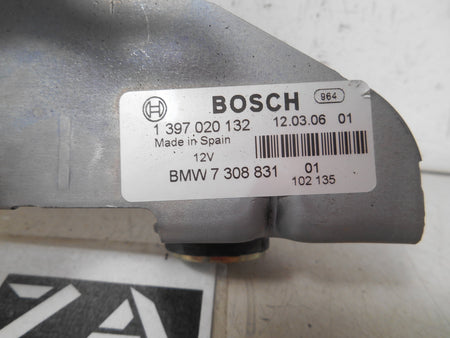 BOSCH 964
1 397 020 132 12.03.06 01
Made in Spain
12V
BMW 7 308 831 01
102 135
ZA